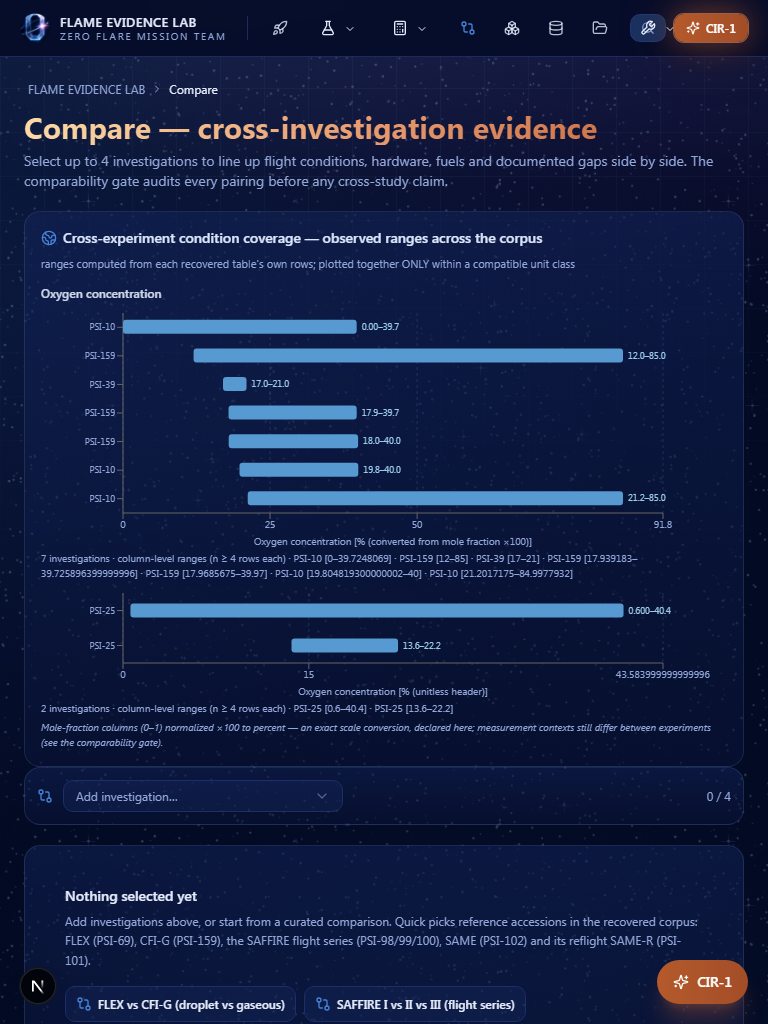 FLAME EVIDENCE LAB
ZERO FLARE MISSION TEAM
CIR-1
FLAME EVIDENCE LAB > Compare
Compare — cross-investigation evidence
Select up to 4 investigations to line up flight conditions, hardware, fuels and documented gaps side by side. The
comparability gate audits every pairing before any cross-study claim.
Cross-experiment condition coverage — observed ranges across the corpus
ranges computed from each recovered table's own rows; plotted together ONLY within a compatible unit class
Oxygen concentration
PSI-10 0.00–39.7
PSI-159 12.0–85.0
PSI-39 17.0–21.0
PSI-159 17.9–39.7
PSI-159 18.0–40.0
PSI-10 19.8–40.0
PSI-10 21.2–85.0
0 25 50 91.8
Oxygen concentration [% (converted from mole fraction ×100)]
7 investigations · column-level ranges (n ≥ 4 rows each) · PSI-10 [0–39.7248069] · PSI-159 [12–85] · PSI-39 [17–21] · PSI-159 [17.939183–
39.725896399999996] · PSI-159 [17.9685675–39.97] · PSI-10 [19.804819300000002–40] · PSI-10 [21.2017175–84.9977932]
PSI-25 0.600–40.4
PSI-25 13.6–22.2
0 15 43.583999999999996
Oxygen concentration [% (unitless header)]
2 investigations · column-level ranges (n ≥ 4 rows each) · PSI-25 [0.6–40.4] · PSI-25 [13.6–22.2]
Mole-fraction columns (0–1) normalized ×100 to percent — an exact scale conversion, declared here; measurement contexts still differ between experiments
(see the comparability gate).
Add investigation...
0 / 4
Nothing selected yet
Add investigations above, or start from a curated comparison. Quick picks reference accessions in the recovered corpus:
FLEX (PSI-69), CFI-G (PSI-159), the SAFFIRE flight series (PSI-98/99/100), SAME (PSI-102) and its reflight SAME-R (PSI-
101).
N
CIR-1
FLEX vs CFI-G (droplet vs gaseous)
SAFFIRE I vs II vs III (flight series)